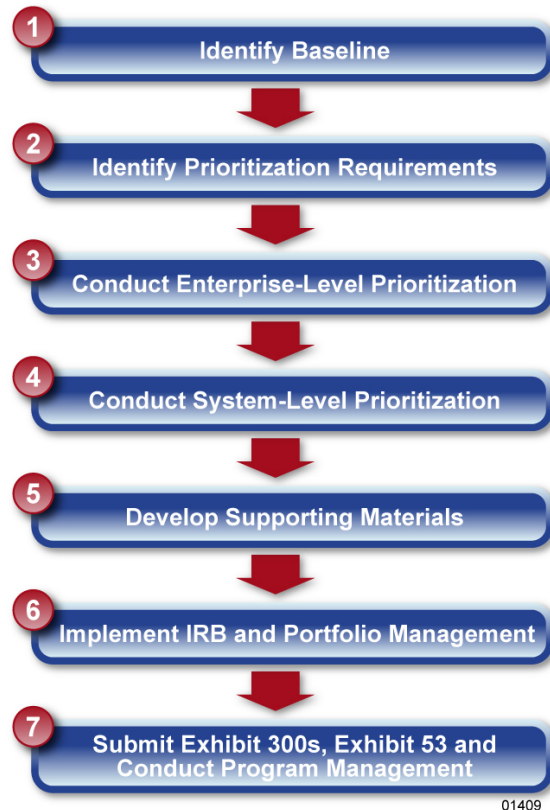 1
Identify Baseline
2
Identify Prioritization Requirements
3
Conduct Enterprise-Level Prioritization
4
Conduct System-Level Prioritization
5
Develop Supporting Materials
6
Implement IRB and Portfolio Management
7
Submit Exhibit 300s, Exhibit 53 and
Conduct Program Management
01409